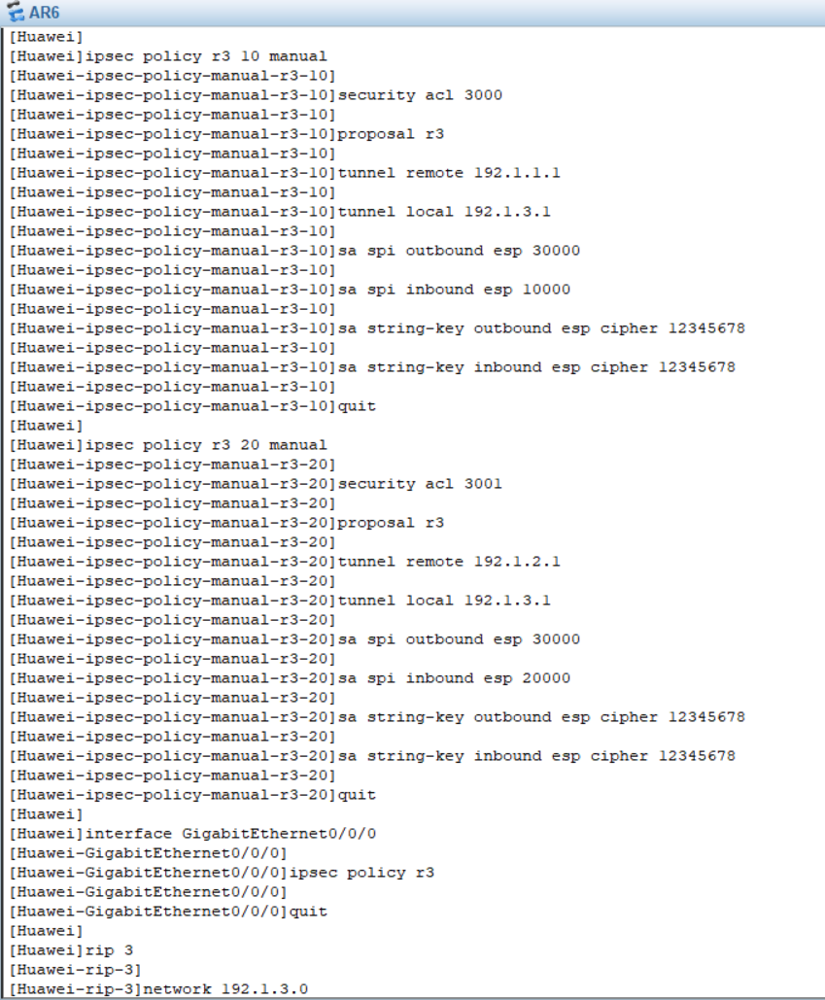 AR6
[Huawei]
[Huawei]ipsec policy r3 10 manual
[Huawei-ipsec-policy-manual-r3-10]
[Huawei-ipsec-policy-manual-r3-10]security acl 3000
[Huawei-ipsec-policy-manual-r3-10]
[Huawei-ipsec-policy-manual-r3-10]proposal r3
[Huawei-ipsec-policy-manual-r3-10]
[Huawei-ipsec-policy-manual-r3-10]tunnel remote 192.1.1.1
[Huawei-ipsec-policy-manual-r3-10]
[Huawei-ipsec-policy-manual-r3-10]tunnel local 192.1.3.1
[Huawei-ipsec-policy-manual-r3-10]
[Huawei-ipsec-policy-manual-r3-10]sa spi outbound esp 30000
[Huawei-ipsec-policy-manual-r3-10]
[Huawei-ipsec-policy-manual-r3-10]sa spi inbound esp 10000
[Huawei-ipsec-policy-manual-r3-10]
[Huawei-ipsec-policy-manual-r3-10]sa string-key outbound esp cipher 12345678
[Huawei-ipsec-policy-manual-r3-10]
[Huawei-ipsec-policy-manual-r3-10]sa string-key inbound esp cipher 12345678
[Huawei-ipsec-policy-manual-r3-10]
[Huawei-ipsec-policy-manual-r3-10]quit
[Huawei]
[Huawei]ipsec policy r3 20 manual
[Huawei-ipsec-policy-manual-r3-20]
[Huawei-ipsec-policy-manual-r3-20]security acl 3001
[Huawei-ipsec-policy-manual-r3-20]
[Huawei-ipsec-policy-manual-r3-20]proposal r3
[Huawei-ipsec-policy-manual-r3-20]
[Huawei-ipsec-policy-manual-r3-20]tunnel remote 192.1.2.1
[Huawei-ipsec-policy-manual-r3-20]
[Huawei-ipsec-policy-manual-r3-20]tunnel local 192.1.3.1
[Huawei-ipsec-policy-manual-r3-20]
[Huawei-ipsec-policy-manual-r3-20]sa spi outbound esp 30000
[Huawei-ipsec-policy-manual-r3-20]
[Huawei-ipsec-policy-manual-r3-20]sa spi inbound esp 20000
[Huawei-ipsec-policy-manual-r3-20]
[Huawei-ipsec-policy-manual-r3-20]sa string-key outbound esp cipher 12345678
[Huawei-ipsec-policy-manual-r3-20]
[Huawei-ipsec-policy-manual-r3-20]sa string-key inbound esp cipher 12345678
[Huawei-ipsec-policy-manual-r3-20]
[Huawei-ipsec-policy-manual-r3-20]quit
[Huawei]
[Huawei]interface GigabitEthernet0/0/0
[Huawei-GigabitEthernet0/0/0]
[Huawei-GigabitEthernet0/0/0]ipsec policy r3
[Huawei-GigabitEthernet0/0/0]
[Huawei-GigabitEthernet0/0/0]quit
[Huawei]
[Huawei]rip 3
[Huawei-rip-3]
[Huawei-rip-3]network 192.1.3.0